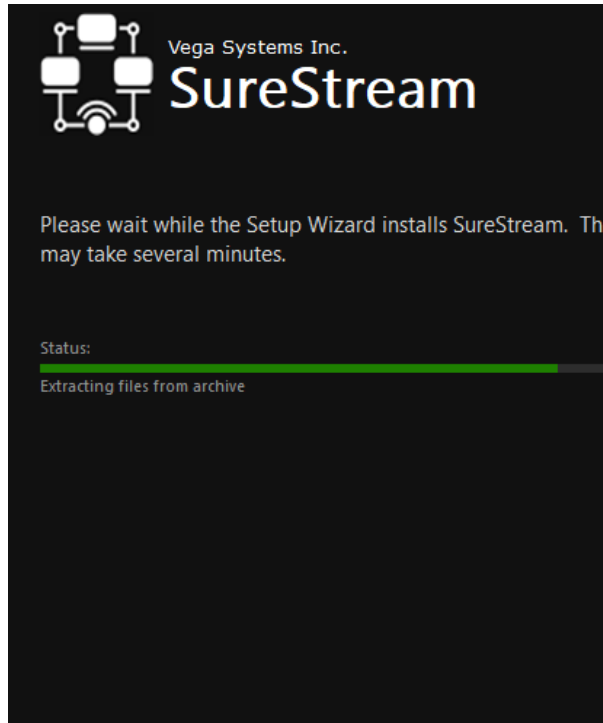 Vega Systems Inc.
SureStream
Please wait while the Setup Wizard installs SureStream.  Th
may take several minutes.
Status:
Extracting files from archive